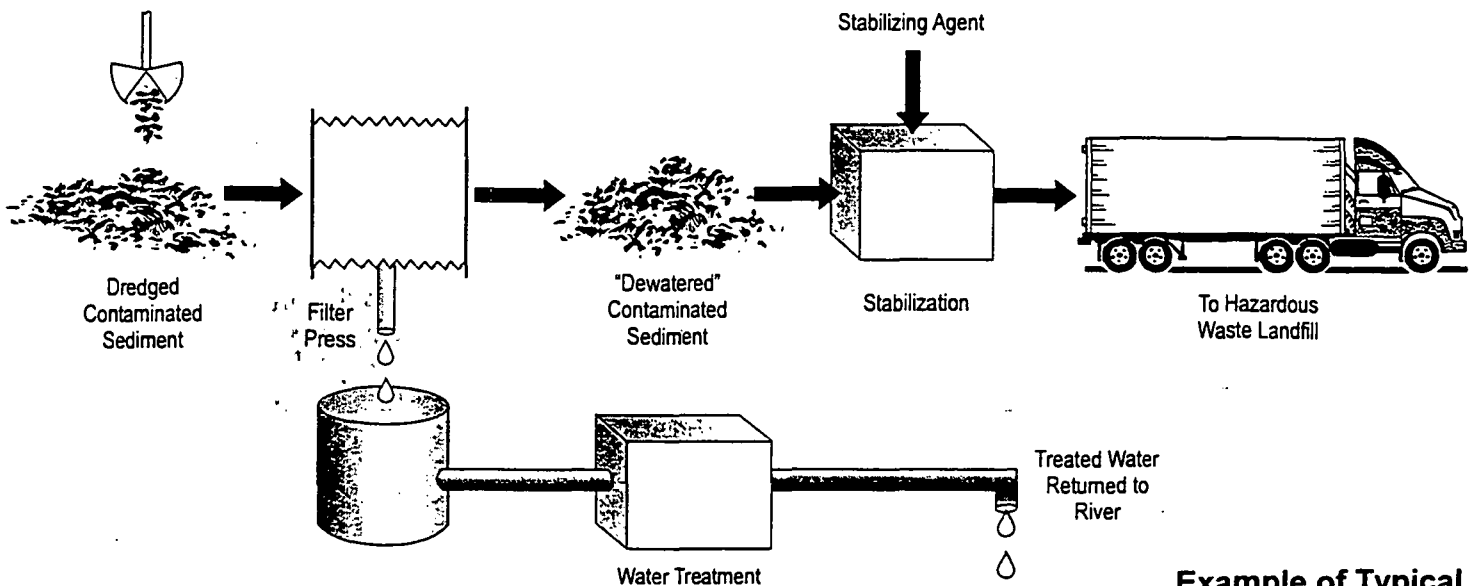 Stabilizing Agent
Dredged
Contaminated
Sediment
Filter
Press
"Dewatered"
Contaminated
Sediment
Stabilization
To Hazardous
Waste Landfill
Water Treatment
Treated Water
Returned to
River
Example of Typical